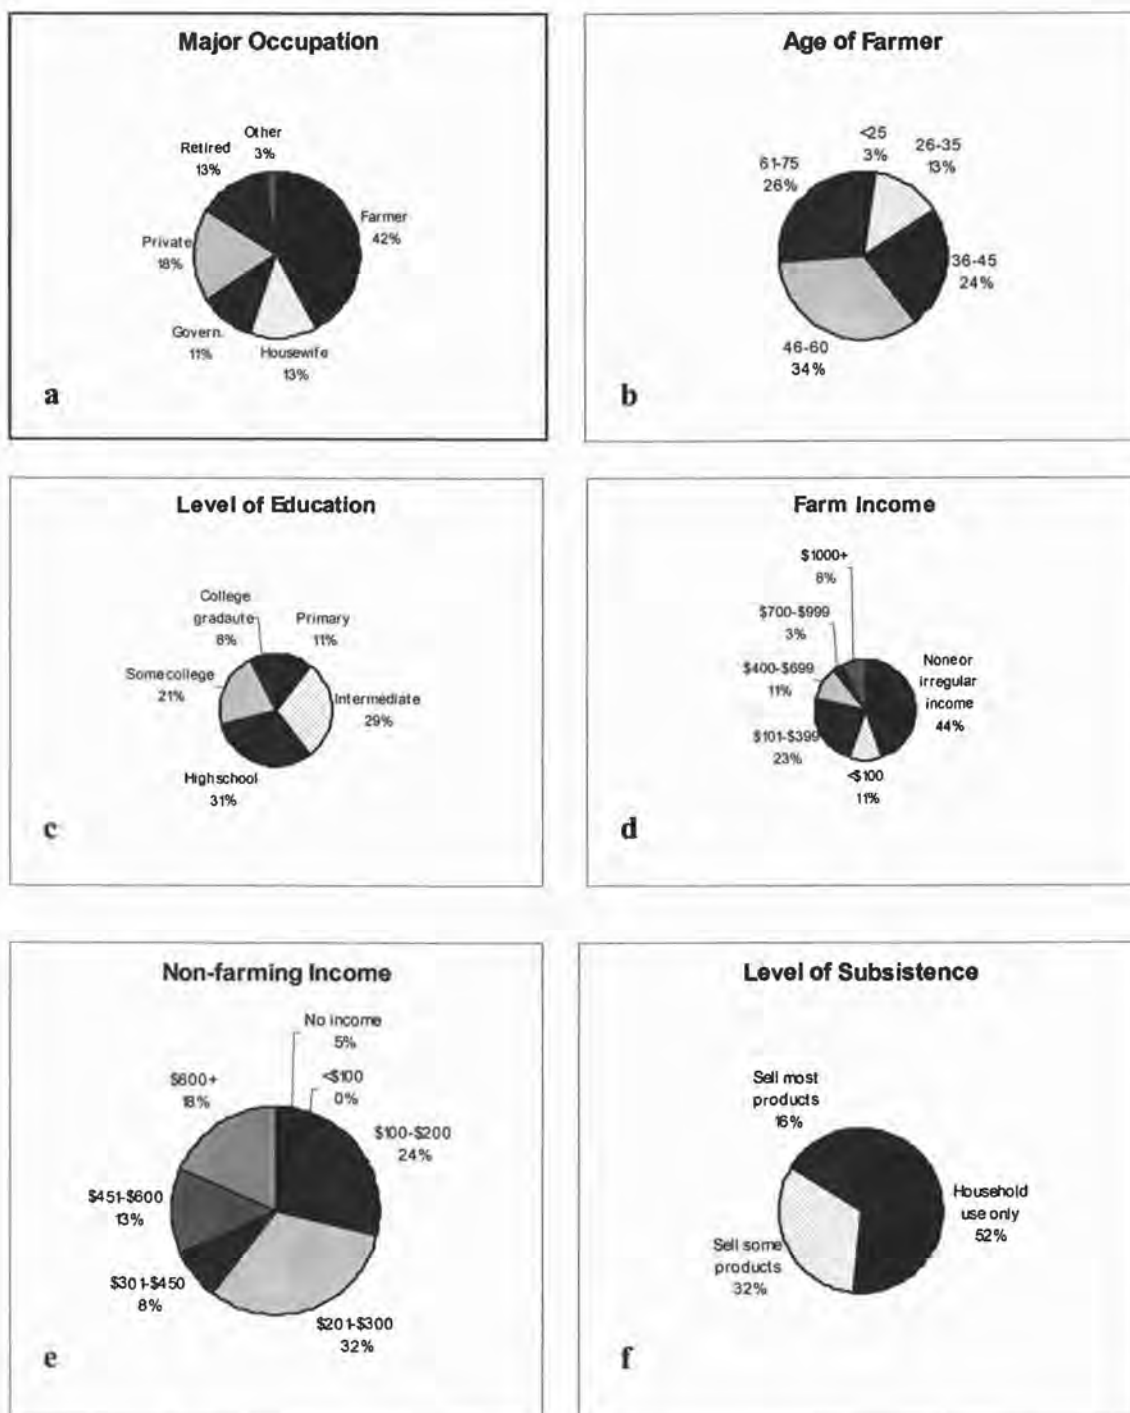 Major Occupation
Other
3%
Retired
13%
Farmer
42%
Private
18%
Govern.
11%
Housewife
13%
a
Age of Farmer
<25
3%
26-35
13%
61-75
26%
36-45
24%
46-60
34%
b
Level of Education
College
gradaute
8%
Primary
11%
Some college
21%
Intermediate
29%
High school
31%
c
Farm Income
$1000+
8%
$700-$999
3%
$400-$699
11%
None or
irregular
income
44%
$101-$399
23%
<$100
11%
d
Non-farming Income
No income
5%
<$100
0%
$600+
18%
$100-$200
24%
$451-$600
13%
$301-$450
8%
$201-$300
32%
e
Level of Subsistence
Sell most
products
16%
Household
use only
52%
Sell some
products
32%
f